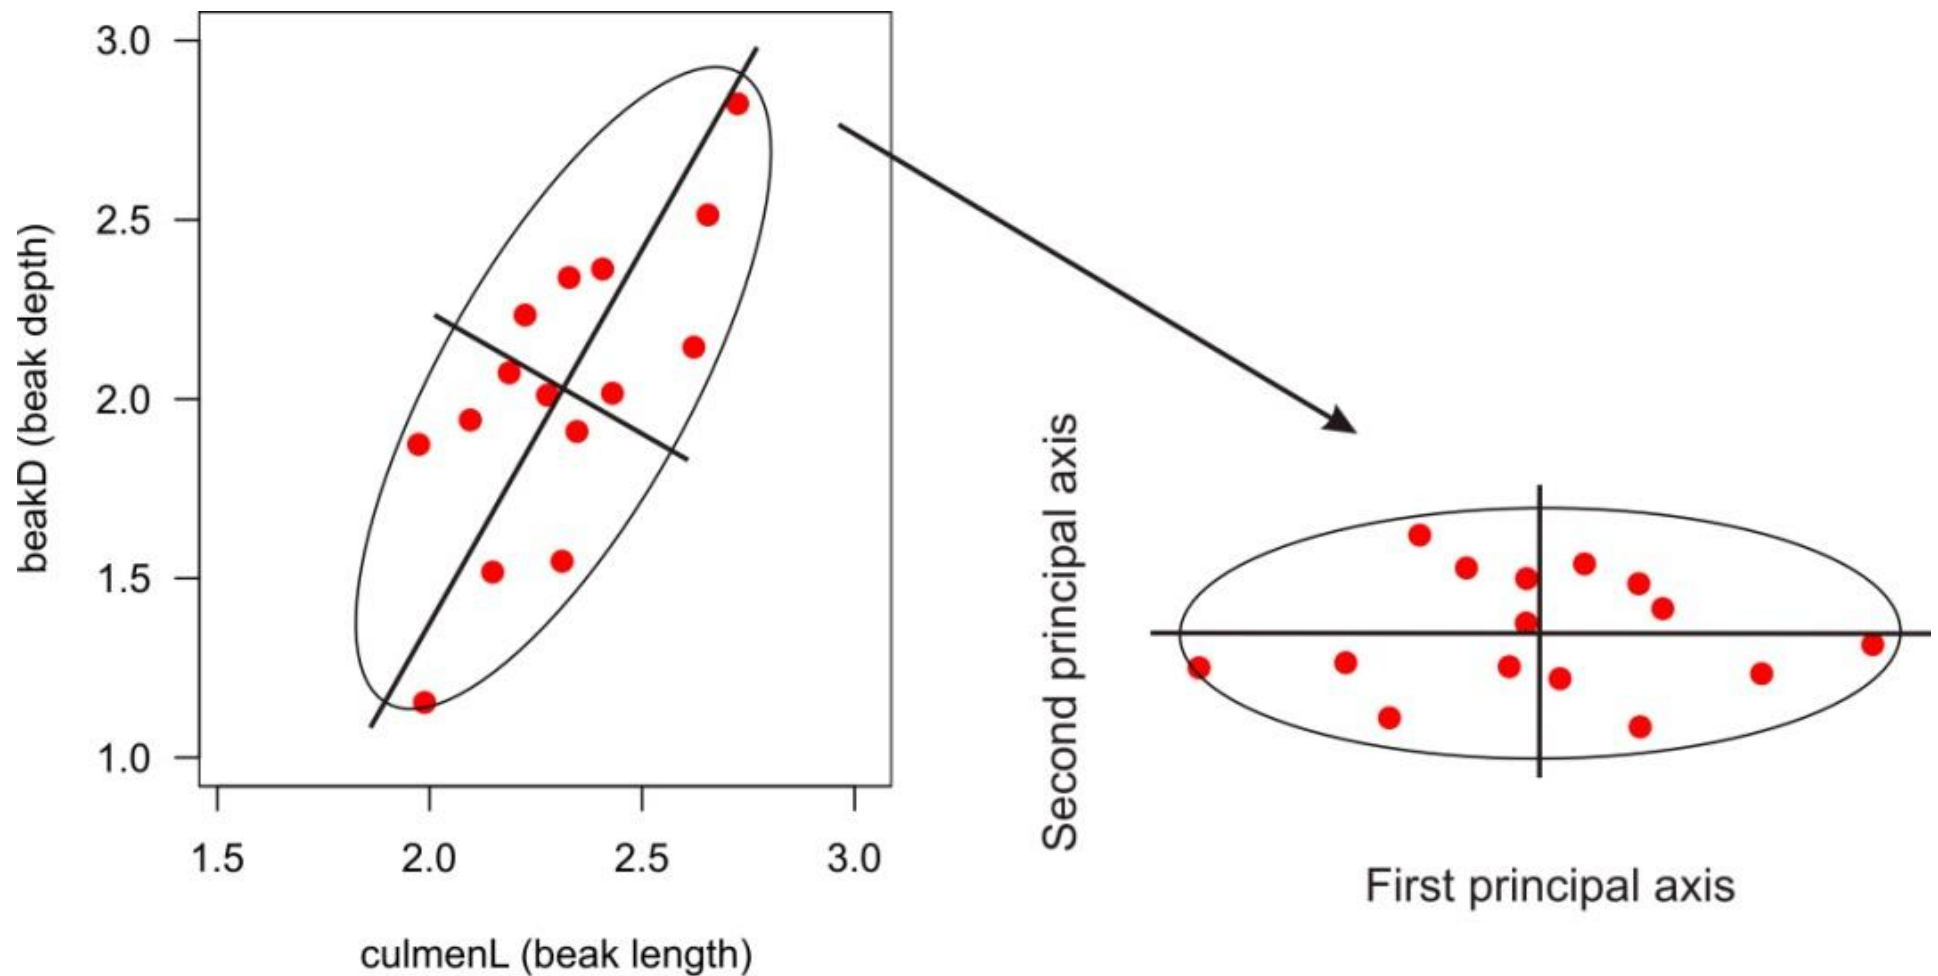 3.0
2.5
2.0
1.5
1.0
beakD (beak depth)
1.5 2.0 2.5 3.0
culmenL (beak length)
Second principal axis
First principal axis